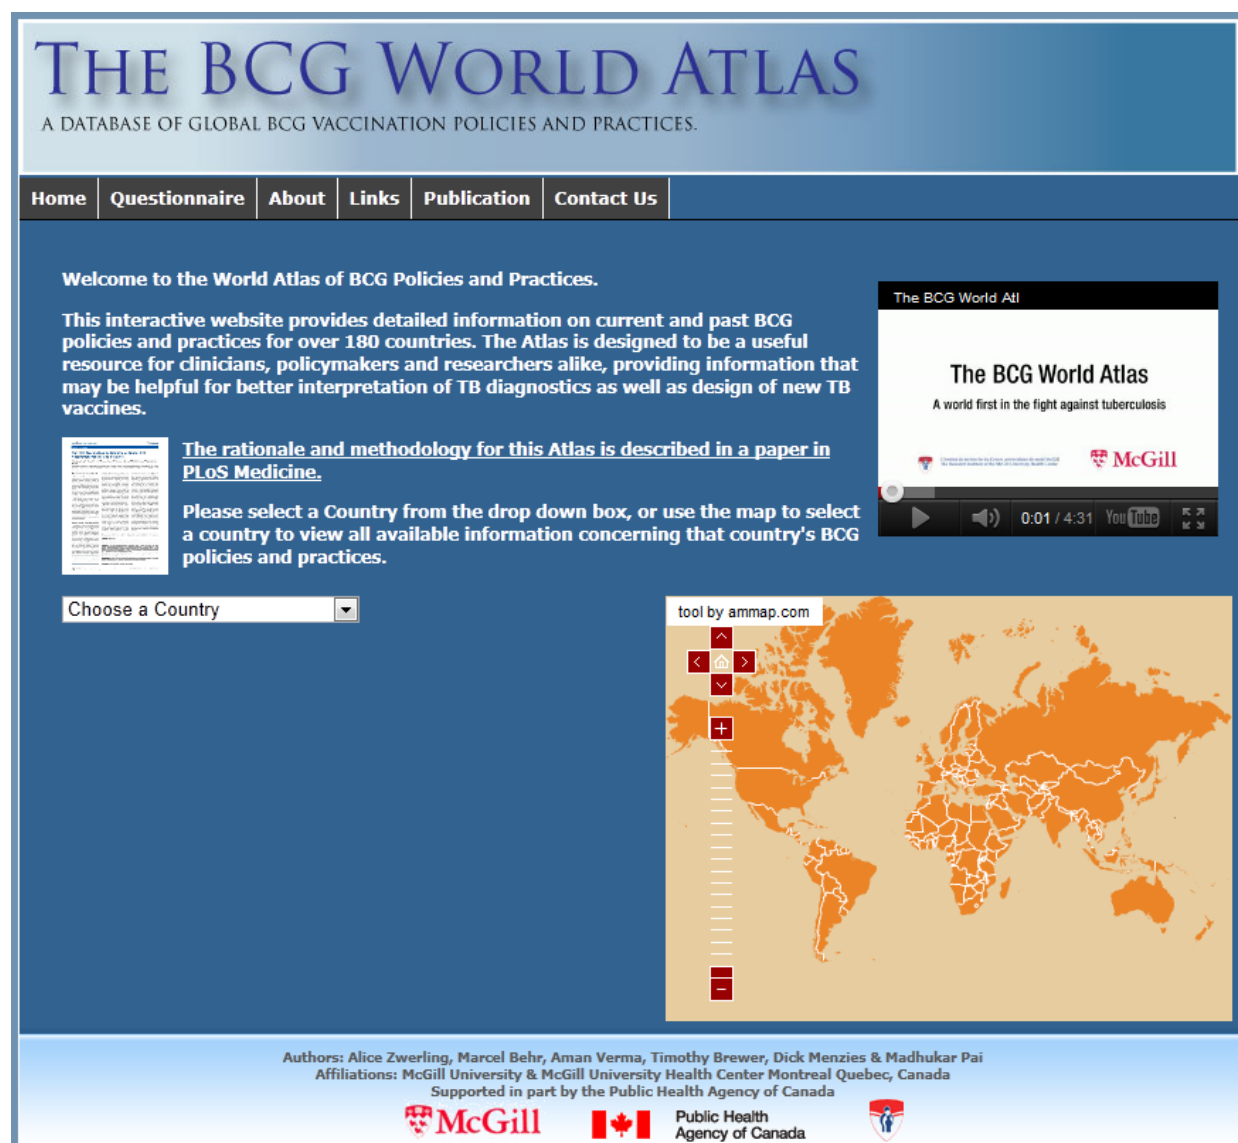 THE BCG WORLD ATLAS
A DATABASE OF GLOBAL BCG VACCINATION POLICIES AND PRACTICES.
Home Questionnaire About Links Publication Contact Us
Welcome to the World Atlas of BCG Policies and Practices.
This interactive website provides detailed information on current and past BCG
policies and practices for over 180 countries. The Atlas is designed to be a useful
resource for clinicians, policymakers and researchers alike, providing information that
may be helpful for better interpretation of TB diagnostics as well as design of new TB
vaccines.
The rationale and methodology for this Atlas is described in a paper in
PLoS Medicine.
Please select a Country from the drop down box, or use the map to select
a country to view all available information concerning that country's BCG
policies and practices.
The BCG World Atl
The BCG World Atlas
A world first in the fight against tuberculosis
McGill
0:01 / 4:31 YouTube
Choose a Country
tool by ammap.com
Authors: Alice Zwerling, Marcel Behr, Aman Verma, Timothy Brewer, Dick Menzies & Madhukar Pai
Affiliations: McGill University & McGill University Health Center Montreal Quebec, Canada
Supported in part by the Public Health Agency of Canada
McGill
Public Health
Agency of Canada